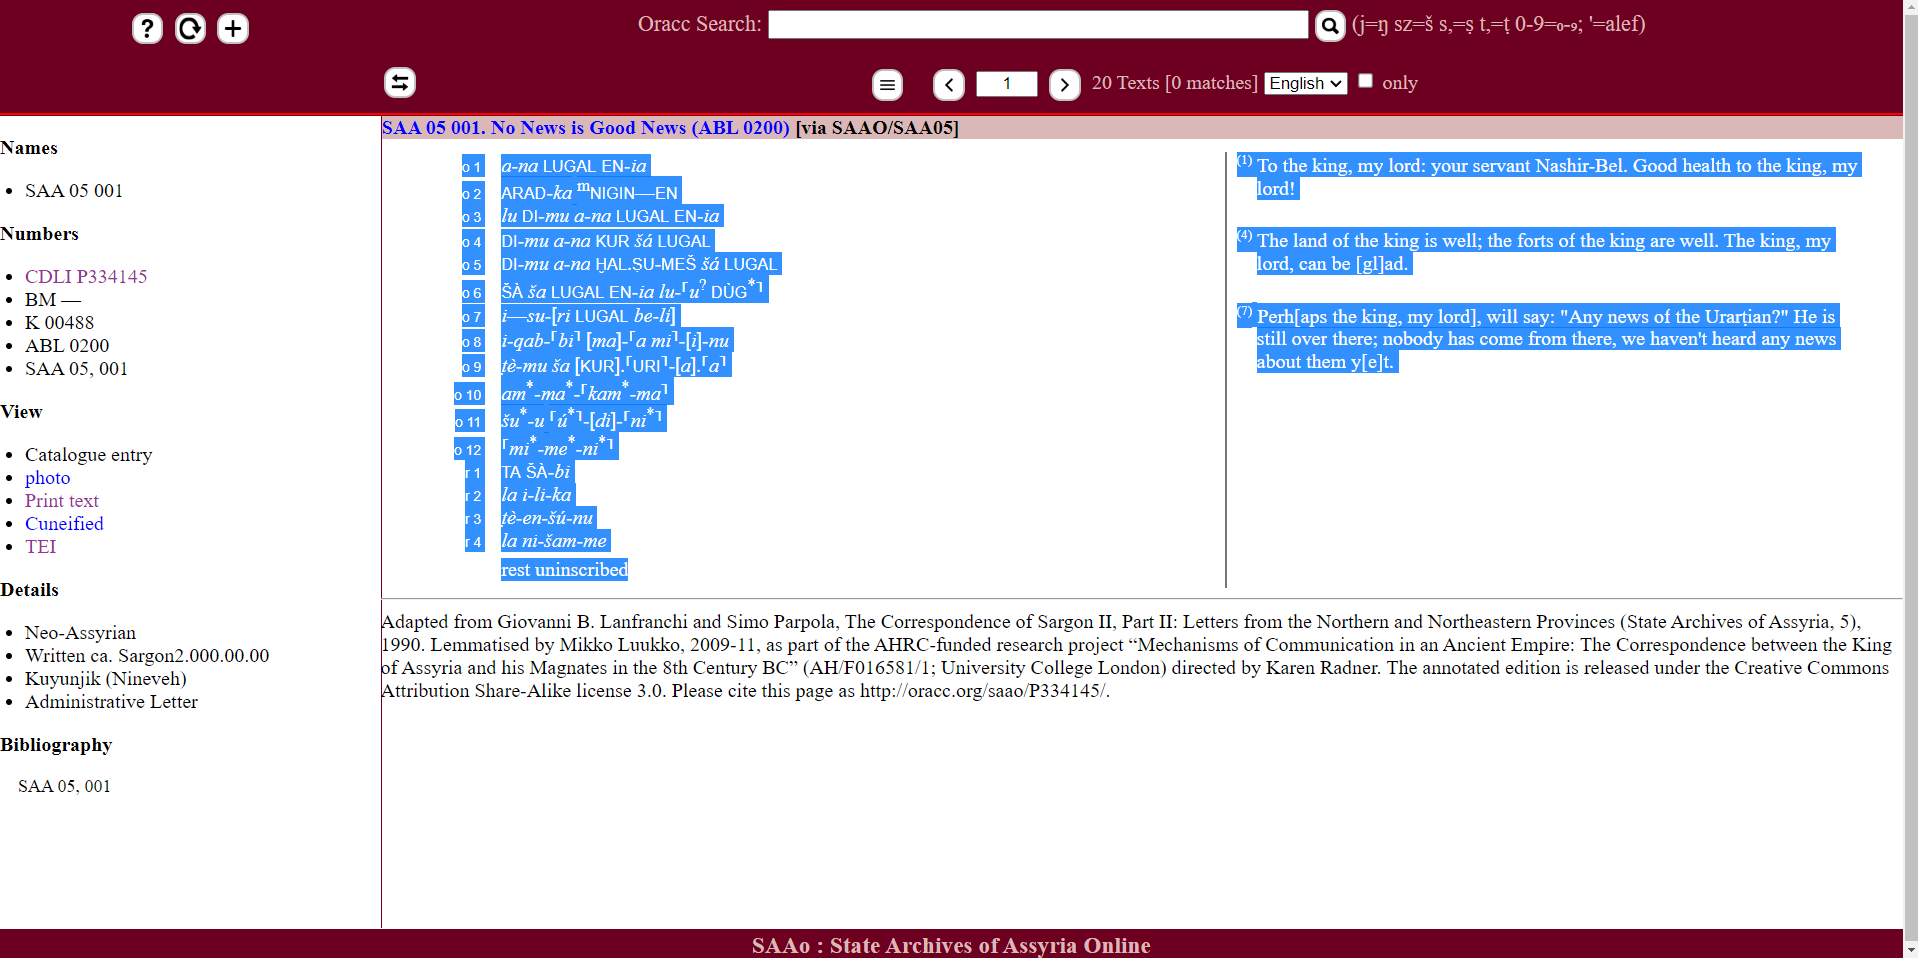 Oracc Search: (j=ŋ sz=š s,=ṣ t,=ṭ 0-9=₀-₉; '=alef)
1 20 Texts [0 matches] English only
Names
SAA 05 001
Numbers
CDLI P334145
BM —
K 00488
ABL 0200
SAA 05, 001
View
Catalogue entry
photo
Print text
Cuneified
TEI
Details
Neo-Assyrian
Written ca. Sargon2.000.00.00
Kuyunjik (Nineveh)
Administrative Letter
Bibliography
SAA 05, 001
SAA 05 001. No News is Good News (ABL 0200) [via SAAO/SAA05]
o 1 a-na LUGAL EN-ia
o 2 ARAD-ka ᵐNIGIN—EN
o 3 lu DI-mu a-na LUGAL EN-ia
o 4 DI-mu a-na KUR šá LUGAL
o 5 DI-mu a-na ḪAL.ṢU-MEŠ šá LUGAL
o 6 ŠÀ ša LUGAL EN-ia lu-⸢u? DÙG*⸣
o 7 i—su-[ri LUGAL be-li]
o 8 i-qab-⸢bi⸣ [ma]-⸢a mi⸣-[i]-nu
o 9 ṭè-mu ša [KUR].⸢URI⸣-[a].⸢a⸣
o 10 am*-ma*-⸢kam*-ma⸣
o 11 šu*-u ⸢ú*⸣-[di]-⸢ni*⸣
o 12 ⸢mi*-me*-ni*⸣
r 1 TA ŠÀ-bi
r 2 la i-li-ka
r 3 ṭè-en-šú-nu
r 4 la ni-šam-me
rest uninscribed
(1) To the king, my lord: your servant Nashir-Bel. Good health to the king, my
lord!
(4) The land of the king is well; the forts of the king are well. The king, my
lord, can be [gl]ad.
(7) Perh[aps the king, my lord], will say: "Any news of the Urarṭian?" He is
still over there; nobody has come from there, we haven't heard any news
about them y[e]t.
Adapted from Giovanni B. Lanfranchi and Simo Parpola, The Correspondence of Sargon II, Part II: Letters from the Northern and Northeastern Provinces (State Archives of Assyria, 5),
1990. Lemmatised by Mikko Luukko, 2009-11, as part of the AHRC-funded research project “Mechanisms of Communication in an Ancient Empire: The Correspondence between the King
of Assyria and his Magnates in the 8th Century BC” (AH/F016581/1; University College London) directed by Karen Radner. The annotated edition is released under the Creative Commons
Attribution Share-Alike license 3.0. Please cite this page as http://oracc.org/saao/P334145/.
SAAo : State Archives of Assyria Online